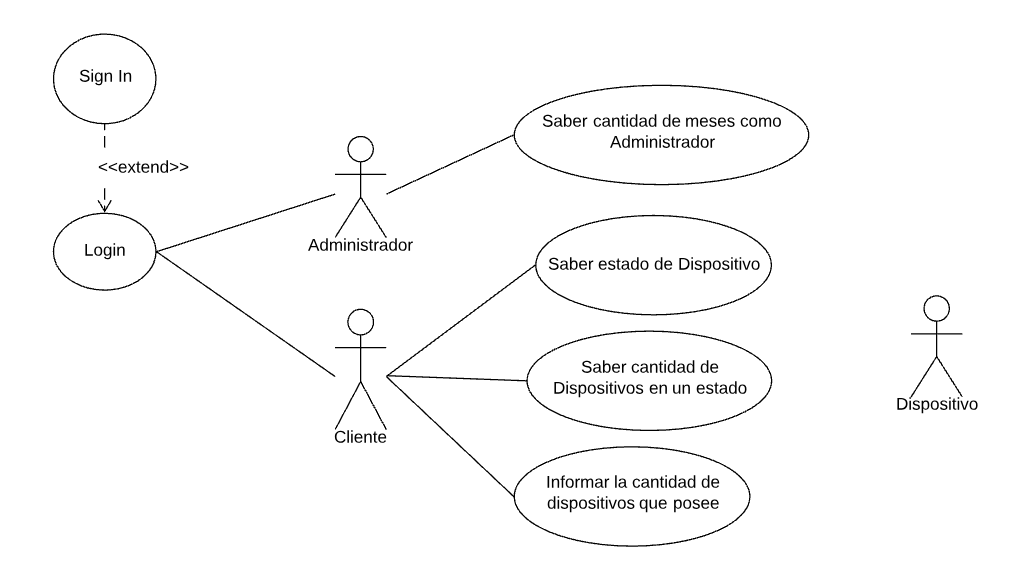 Sign In
<<extend>>
Login
Administrador
Cliente
Saber cantidad de meses como
Administrador
Saber estado de Dispositivo
Saber cantidad de
Dispositivos en un estado
Informar la cantidad de
dispositivos que posee
Dispositivo